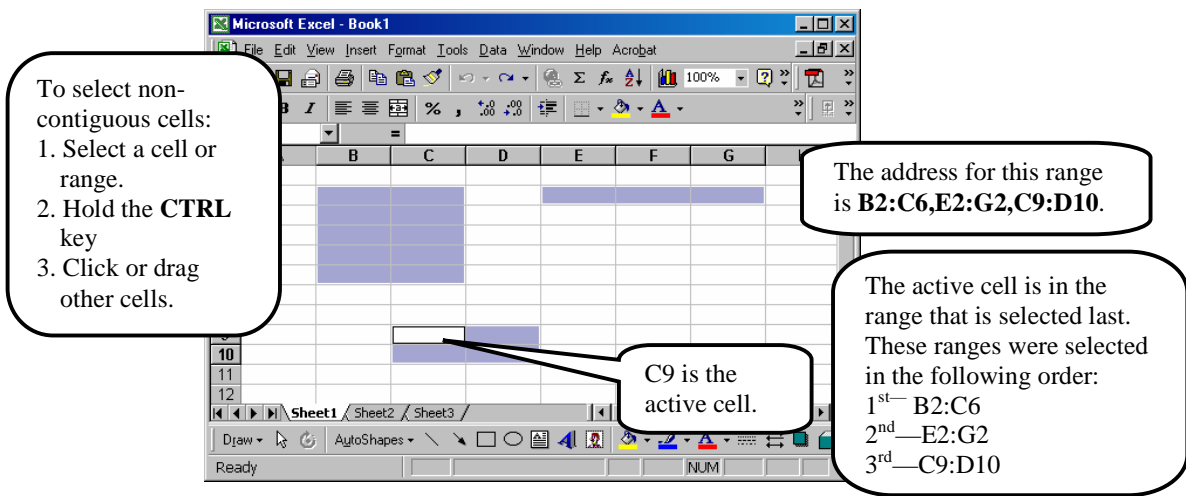 Microsoft Excel - Book1
File Edit View Insert Format Tools Data Window Help Acrobat
100%
B I % ,
=
B C D E F G
10
11
12
Sheet1 Sheet2 Sheet3
Draw AutoShapes
Ready NUM
To select non-
contiguous cells:
1. Select a cell or
range.
2. Hold the CTRL
key
3. Click or drag
other cells.
The address for this range
is B2:C6,E2:G2,C9:D10.
C9 is the
active cell.
The active cell is in the
range that is selected last.
These ranges were selected
in the following order:
1st— B2:C6
2nd—E2:G2
3rd—C9:D10